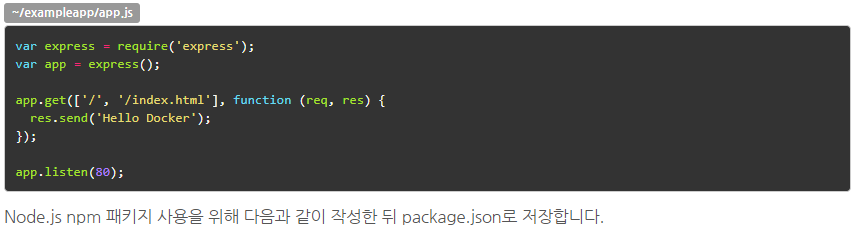 ~/exampleapp/app.js
var express = require('express');
var app = express();
app.get(['/', '/index.html'], function (req, res) {
  res.send('Hello Docker');
});
app.listen(80);
Node.js npm 패키지 사용을 위해 다음과 같이 작성한 뒤 package.json로 저장합니다.